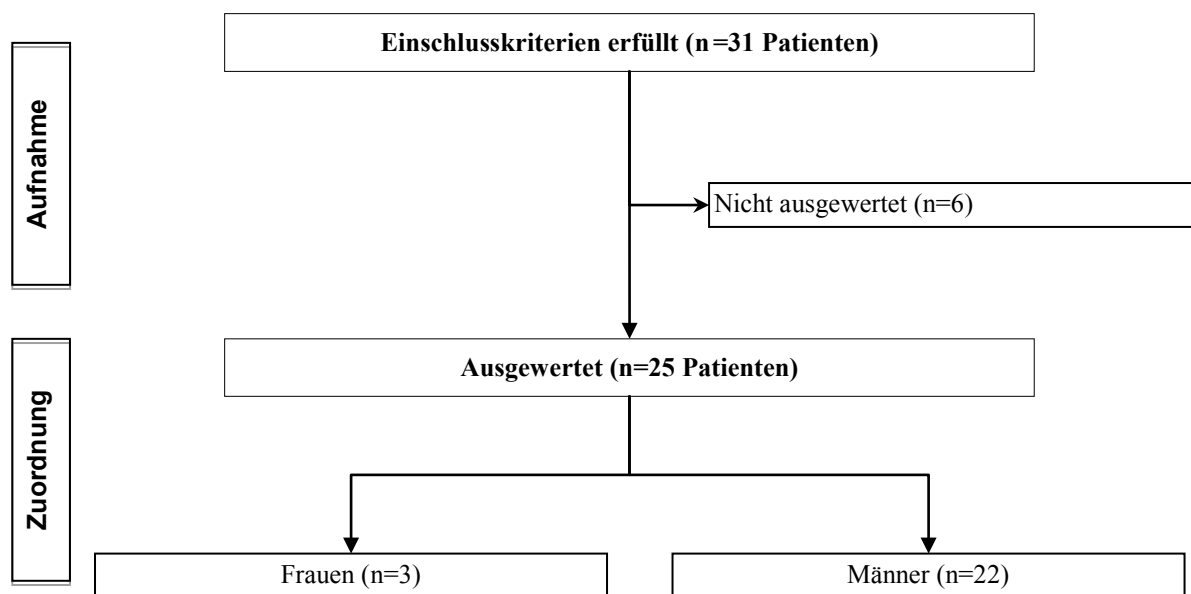 Einschlusskriterien erfüllt (n=31 Patienten)
Aufnahme
Nicht ausgewertet (n=6)
Ausgewertet (n=25 Patienten)
Zuordnung
Frauen (n=3)
Männer (n=22)